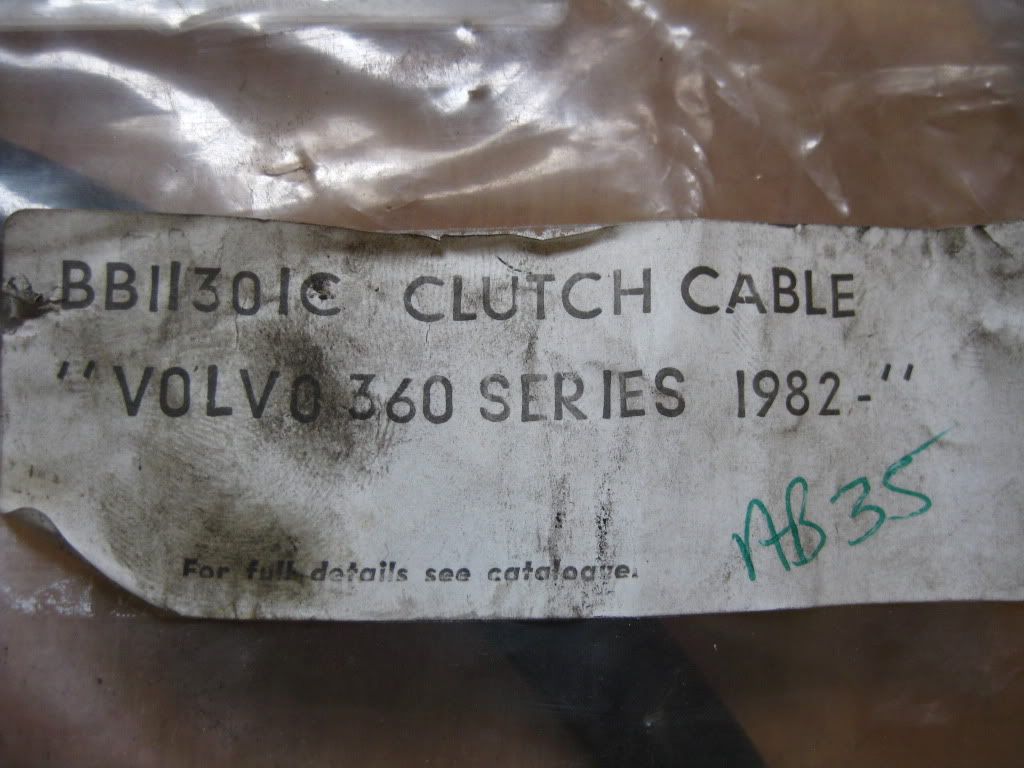 BB11301C CLUTCH CABLE
"VOLVO 360 SERIES 1982-"
AB35
For full details see catalogue.